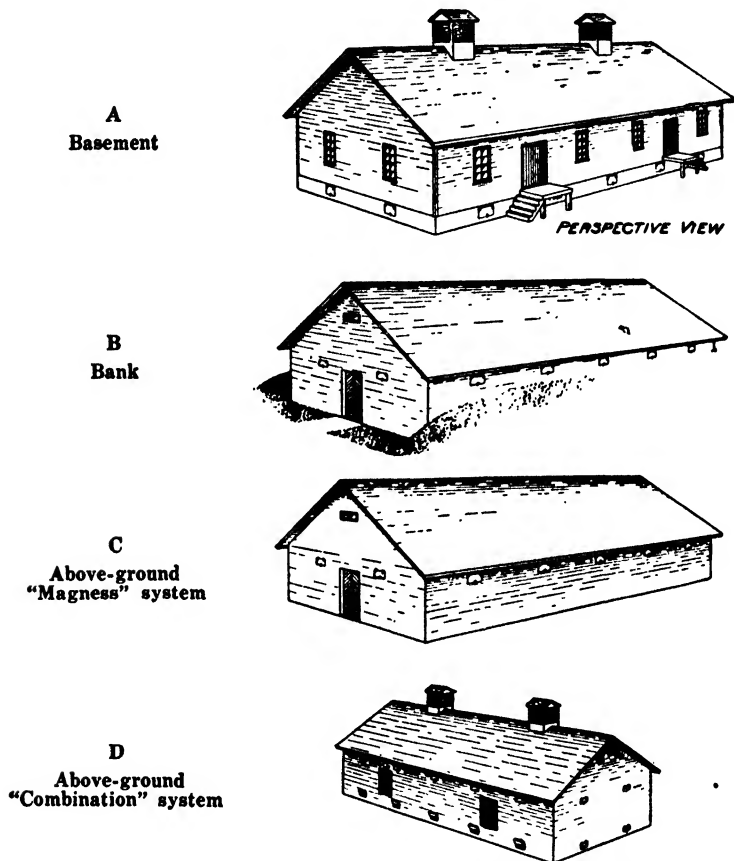 A
Basement
PERSPECTIVE VIEW
B
Bank
C
Above-ground
"Magness" system
D
Above-ground
"Combination" system